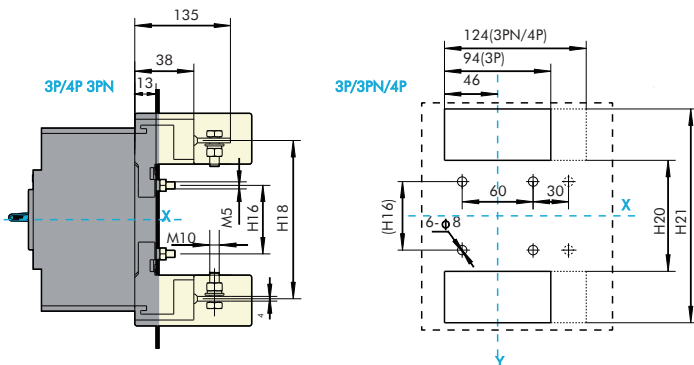 135
38
13
3P/4P 3PN
X
M5
H16
H18
M10
4
124(3PN/4P)
94(3P)
46
3P/3PN/4P
60
30
X
(H16)
6-ϕ8
H20
H21
Y